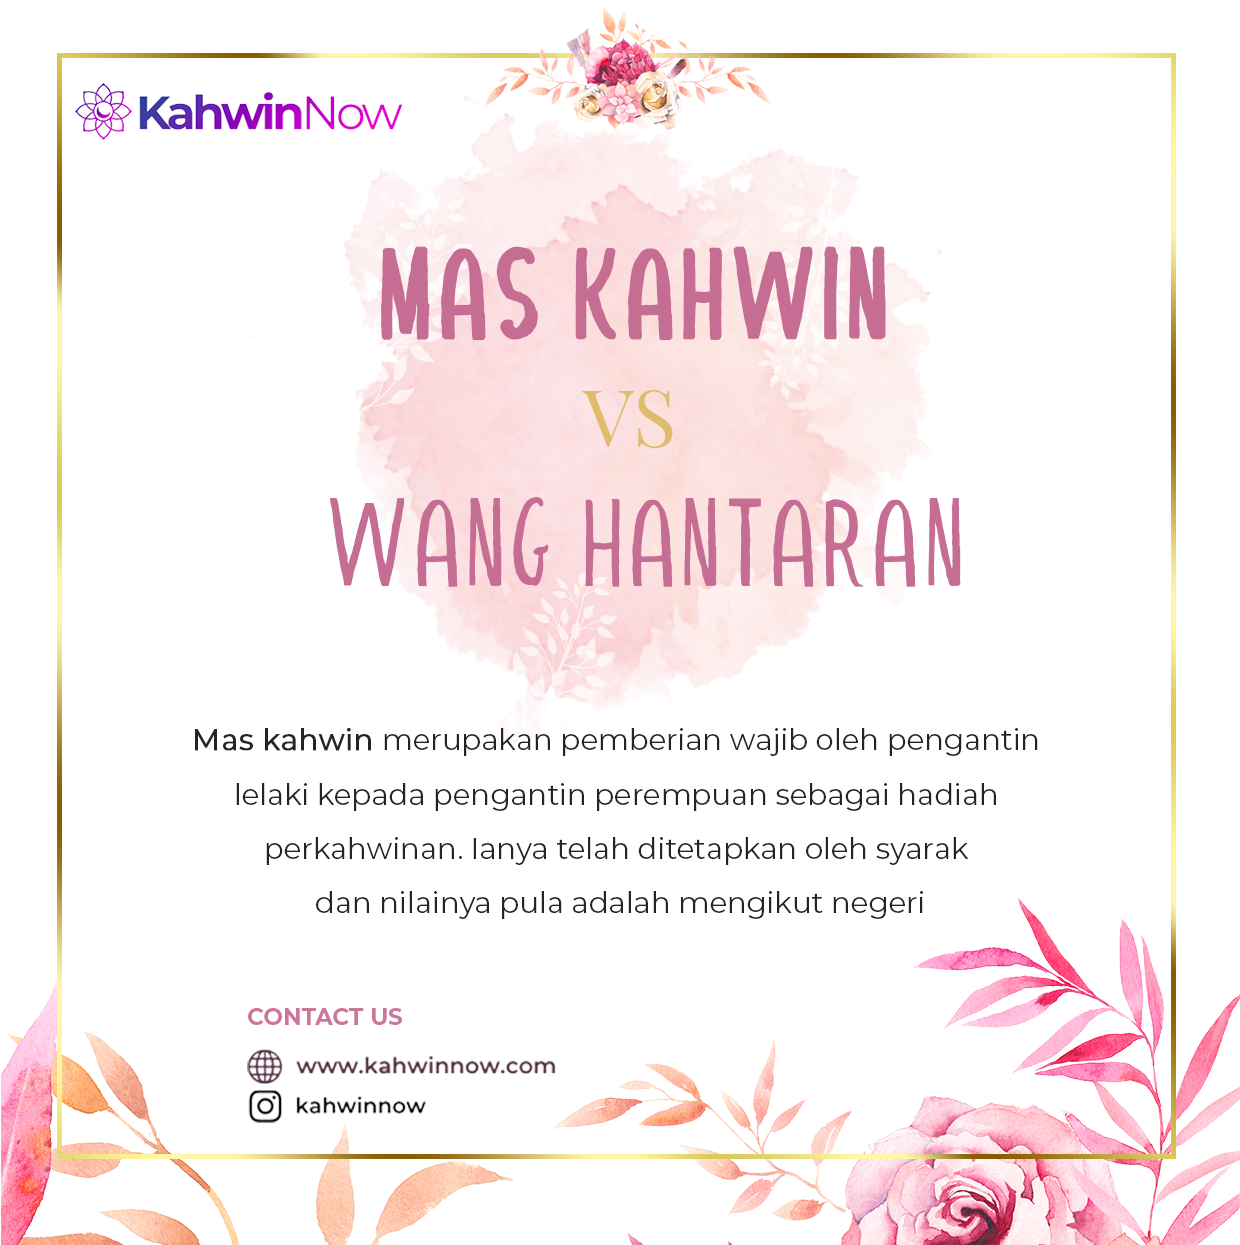 KahwinNow
MAS KAHWIN
VS
WANG HANTARAN
Mas kahwin merupakan pemberian wajib oleh pengantin
lelaki kepada pengantin perempuan sebagai hadiah
perkahwinan. Ianya telah ditetapkan oleh syarak
dan nilainya pula adalah mengikut negeri
CONTACT US
www.kahwinnow.com
kahwinnow